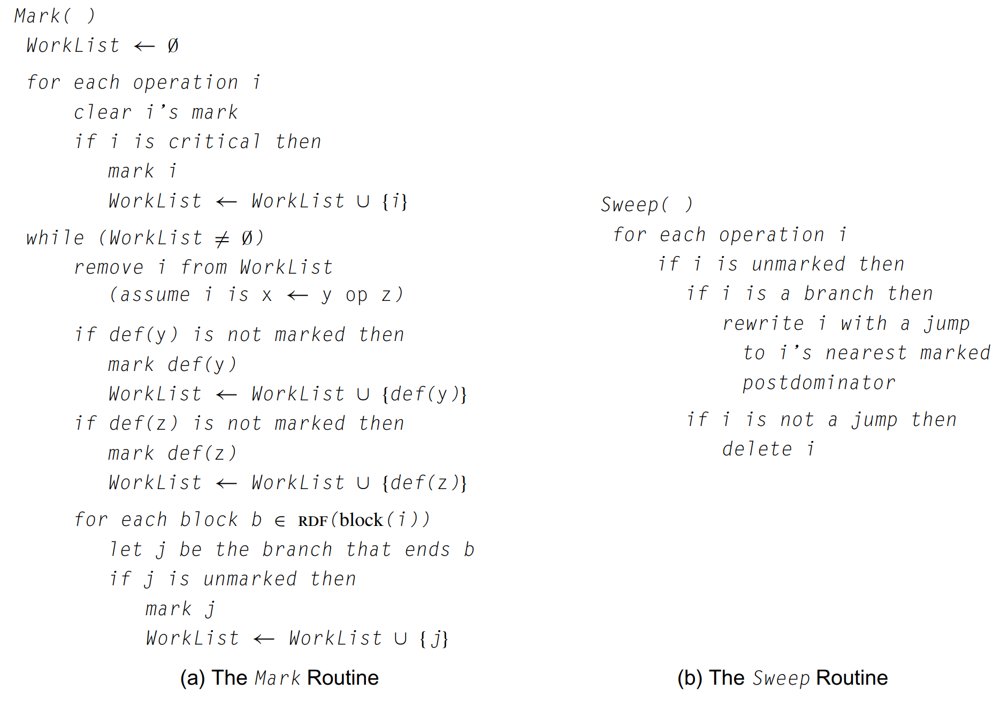 Mark( )
WorkList ← ∅
for each operation i
clear i's mark
if i is critical then
mark i
WorkList ← WorkList ∪ {i}
while (WorkList ≠ ∅)
remove i from WorkList
(assume i is x ← y op z)
if def(y) is not marked then
mark def(y)
WorkList ← WorkList ∪ {def(y)}
if def(z) is not marked then
mark def(z)
WorkList ← WorkList ∪ {def(z)}
for each block b ∈ RDF(block(i))
let j be the branch that ends b
if j is unmarked then
mark j
WorkList ← WorkList ∪ {j}
(a) The Mark Routine
Sweep( )
for each operation i
if i is unmarked then
if i is a branch then
rewrite i with a jump
to i's nearest marked
postdominator
if i is not a jump then
delete i
(b) The Sweep Routine